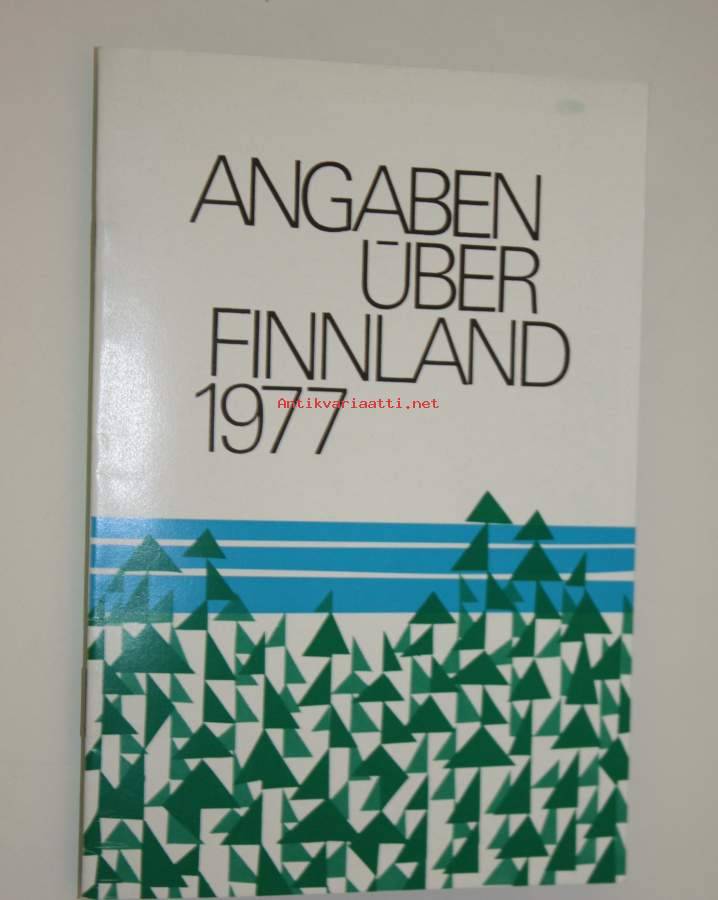 ANGABEN
ÜBER
FINNLAND
1977
Antikvariaatti.net